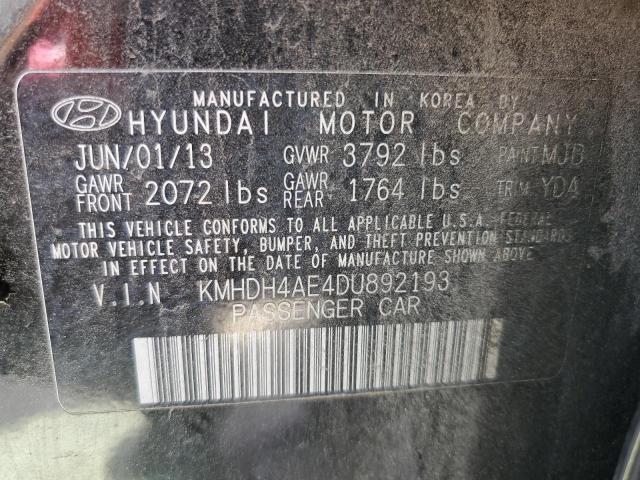 MANUFACTURED IN KOREA BY
HYUNDAI MOTOR COMPANY
JUN/01/13 GVWR 3792 lbs PAINT MJB
GAWR FRONT 2072 lbs GAWR REAR 1764 lbs TRIM YDA
THIS VEHICLE CONFORMS TO ALL APPLICABLE U.S.A. FEDERAL
MOTOR VEHICLE SAFETY, BUMPER, AND THEFT PREVENTION STANDARDS
IN EFFECT ON THE DATE OF MANUFACTURE SHOWN ABOVE.
V.I.N KMHDH4AE4DU892193
PASSENGER CAR